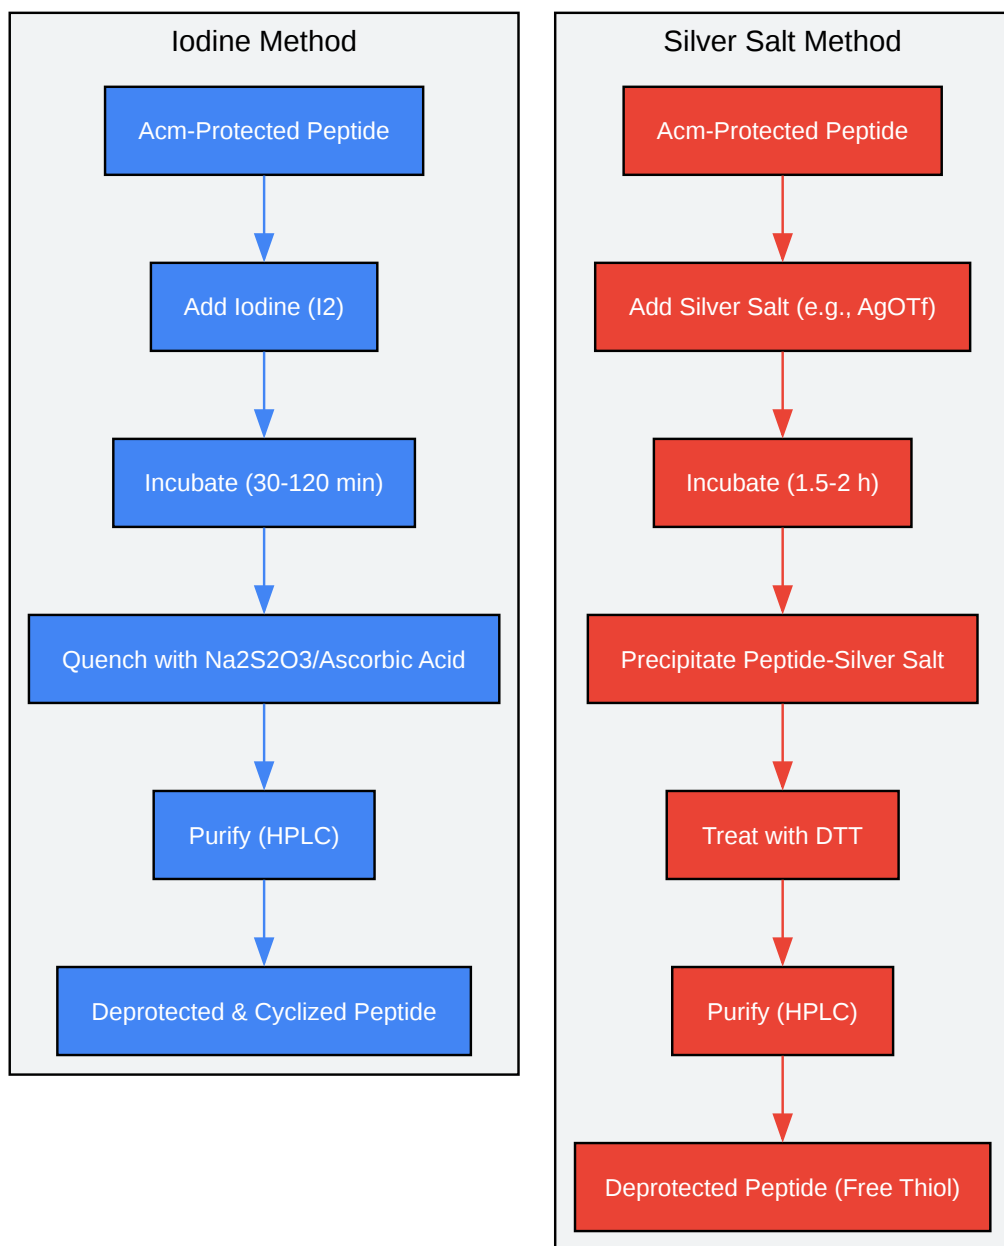 Iodine Method
Acm-Protected Peptide
Add Iodine (I2)
Incubate (30-120 min)
Quench with Na2S2O3/Ascorbic Acid
Purify (HPLC)
Deprotected & Cyclized Peptide
Silver Salt Method
Acm-Protected Peptide
Add Silver Salt (e.g., AgOTf)
Incubate (1.5-2 h)
Precipitate Peptide-Silver Salt
Treat with DTT
Purify (HPLC)
Deprotected Peptide (Free Thiol)